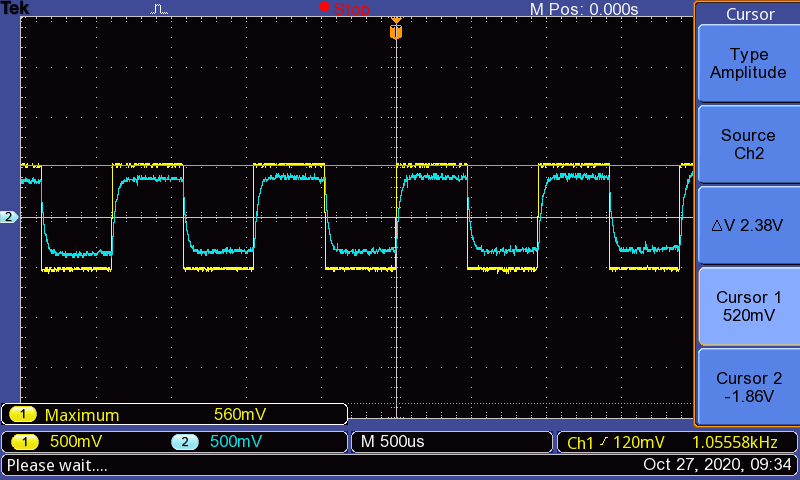 Tek
Stop
M Pos: 0.000s
Cursor
T
Type
Amplitude
Source
Ch2
2
△V 2.38V
Cursor 1
520mV
Cursor 2
-1.86V
1 Maximum 560mV
1 500mV 2 500mV M 500us Ch1 120mV 1.05558kHz
Please wait.... Oct 27, 2020, 09:34